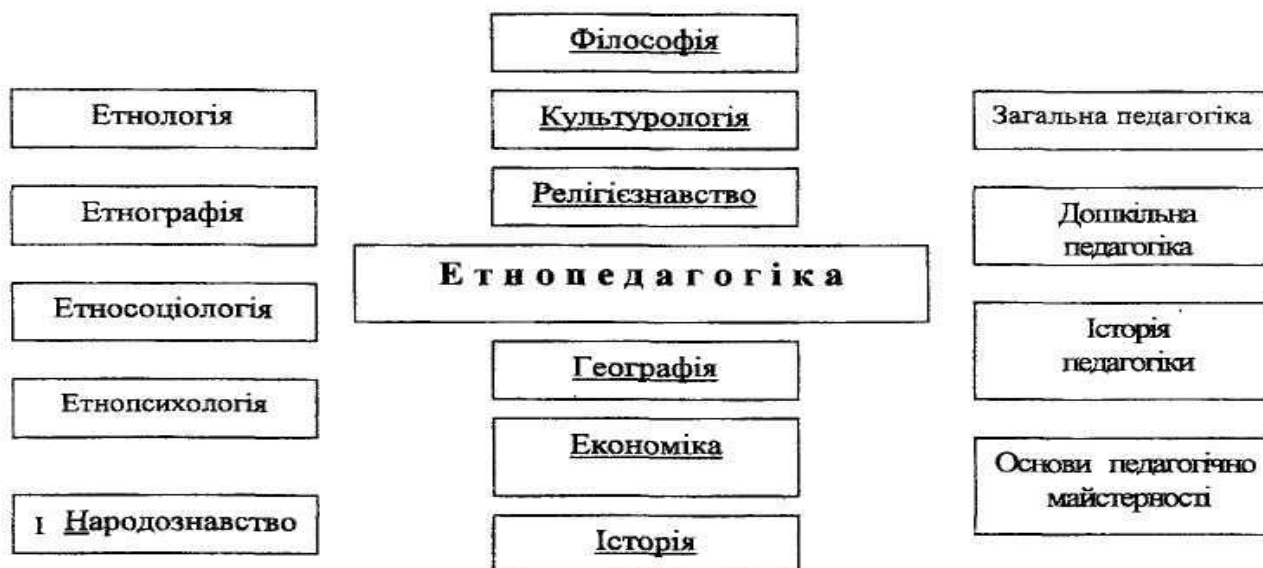 Філософія
Етнологія
Культурологія
Загальна педагогіка
Релігієзнавство
Етнографія
Дошкільна
педагогіка
Етнопедагогіка
Етносоціологія
Історія
педагогіки
Географія
Етнопсихологія
Економіка
Основи педагогічно
майстерності
І Народознавство
Історія